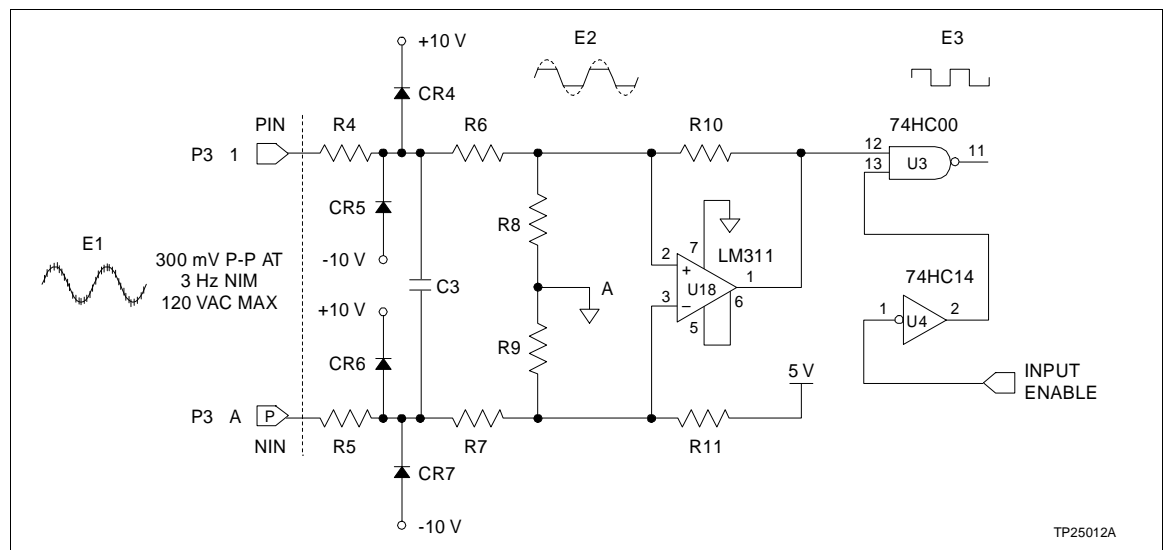 +10 V
E2
E3
CR4
PIN
R4
R6
R10
74HC00
P3 1
12
13
U3
11
CR5
R8
7
LM311
E1
300 mV P-P AT
3 Hz NIM
120 VAC MAX
-10 V
C3
A
2
+
U18
1
3
–
6
5
74HC14
1
U4
2
+10 V
R9
CR6
5 V
INPUT
ENABLE
P3 A
P
NIN
R5
R7
R11
CR7
-10 V
TP25012A